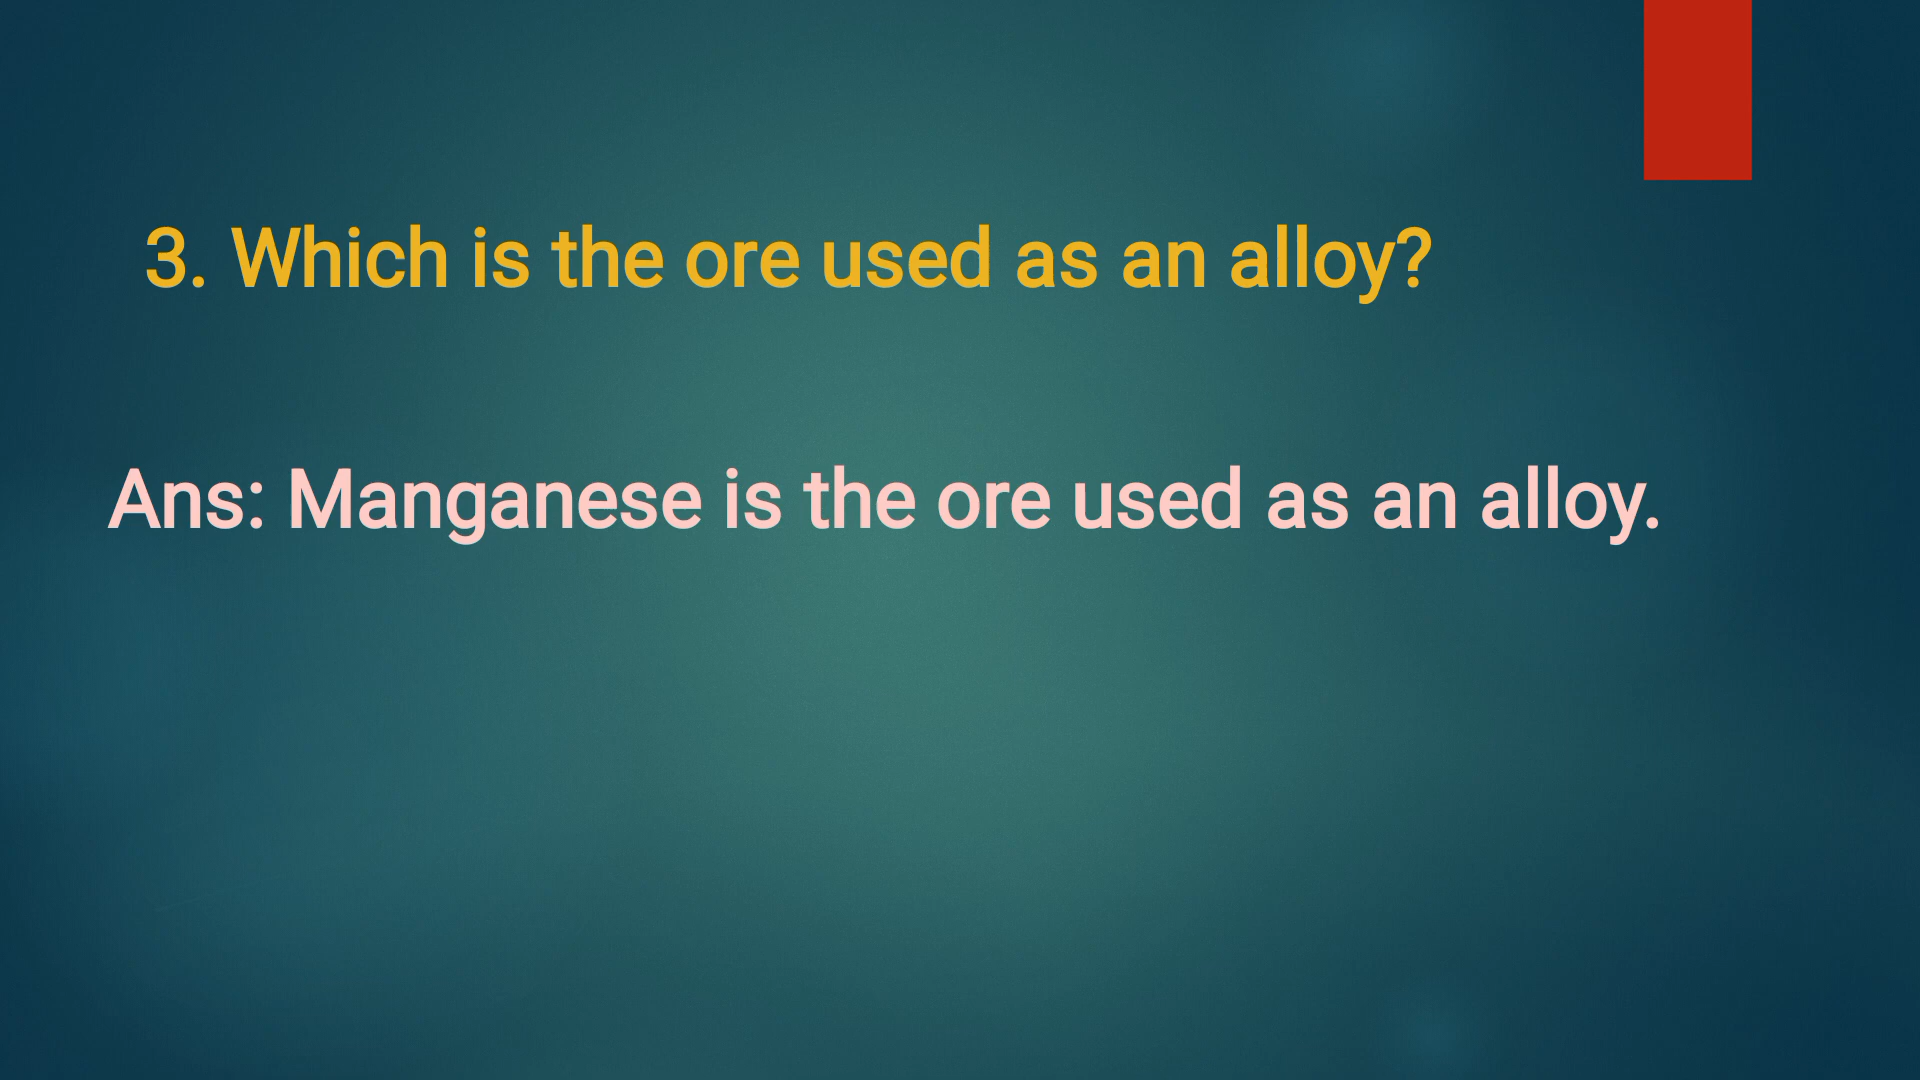 3. Which is the ore used as an alloy?
Ans: Manganese is the ore used as an alloy.